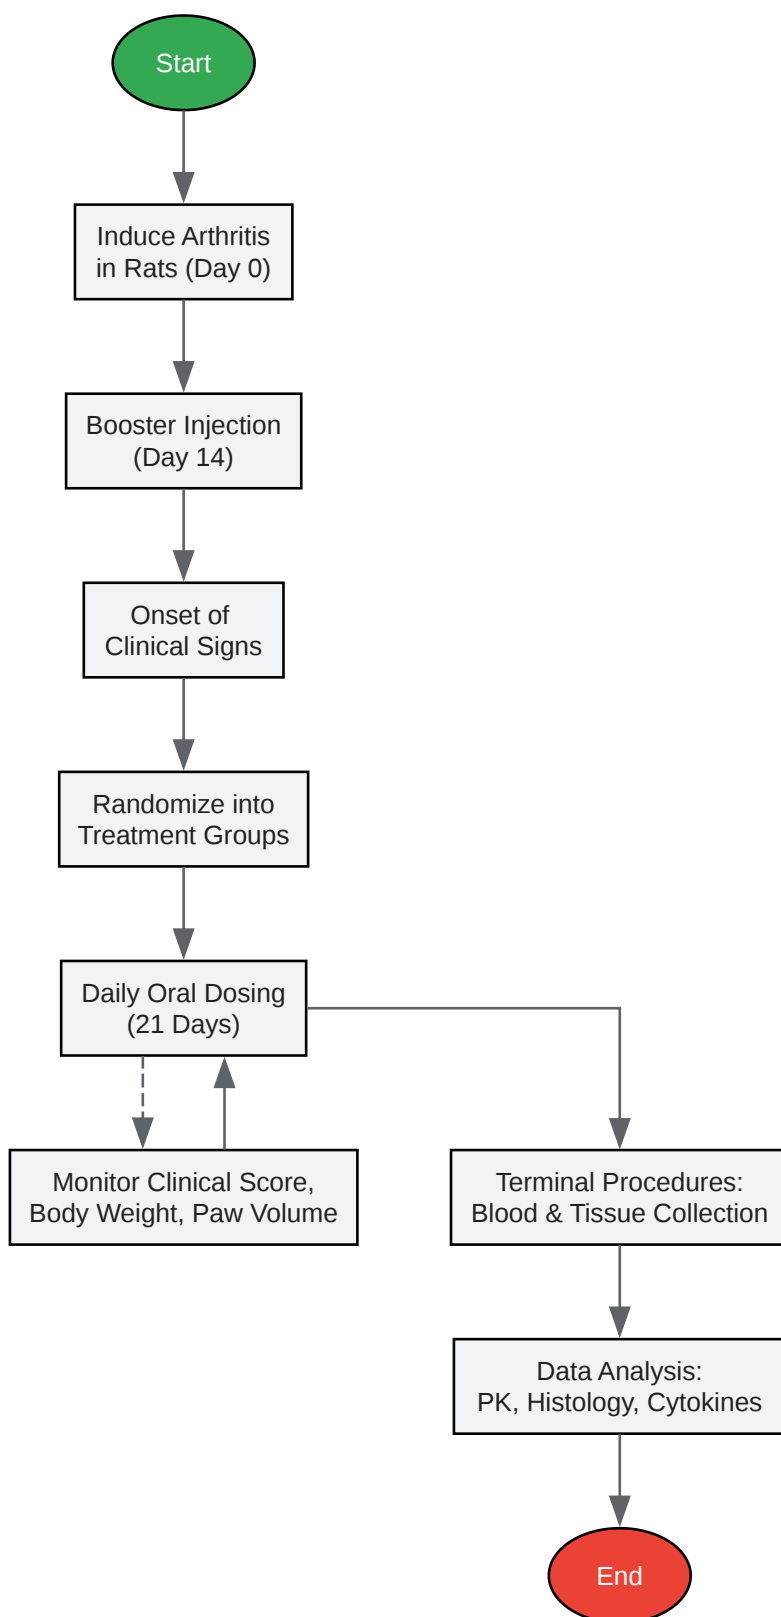 Start
Induce Arthritis
in Rats (Day 0)
Booster Injection
(Day 14)
Onset of
Clinical Signs
Randomize into
Treatment Groups
Daily Oral Dosing
(21 Days)
Monitor Clinical Score,
Body Weight, Paw Volume
Terminal Procedures:
Blood & Tissue Collection
Data Analysis:
PK, Histology, Cytokines
End